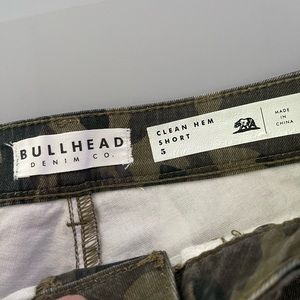 BULLHEAD
DENIM CO.
CLEAN HEM
SHORT
5
MADE
IN
CHINA